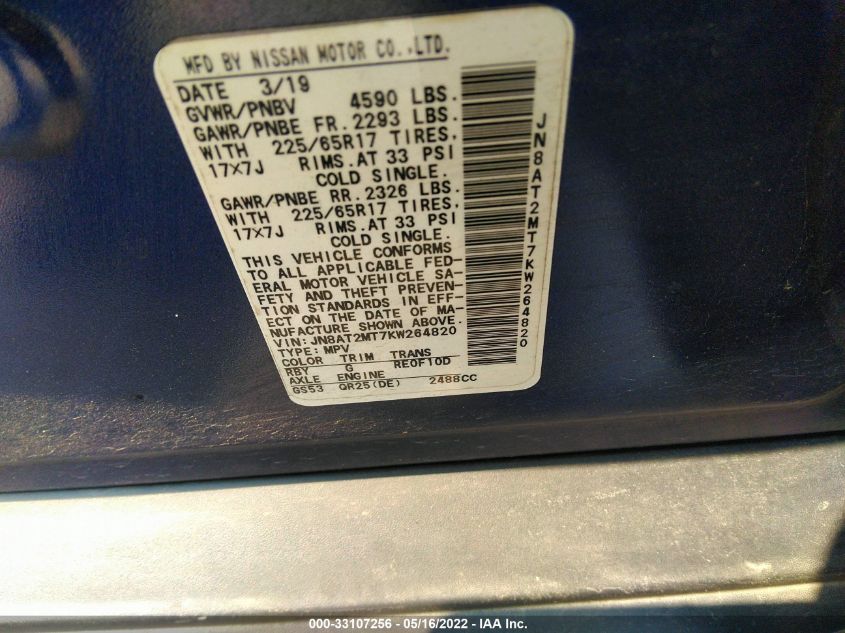 MFD BY NISSAN MOTOR CO.,LTD.
DATE 3/19
GVWR/PNBV 4590 LBS.
GAWR/PNBE FR. 2293 LBS.
WITH 225/65R17 TIRES,
17×7J RIMS.AT 33 PSI
COLD SINGLE.
GAWR/PNBE RR. 2326 LBS.
WITH 225/65R17 TIRES,
17×7J RIMS.AT 33 PSI
COLD SINGLE.
THIS VEHICLE CONFORMS
TO ALL APPLICABLE FED-
ERAL MOTOR VEHICLE SA-
FETY AND THEFT PREVEN-
TION STANDARDS IN EFF-
ECT ON THE DATE OF MA-
NUFACTURE SHOWN ABOVE.
VIN: JN8AT2MT7KW264820
TYPE: MPV
COLOR TRIM TRANS
RBY G RE0F10D
AXLE ENGINE
GS53 QR25(DE) 2488CC
JN8AT2MT7KW264820
000-33107256 - 05/16/2022 - IAA Inc.